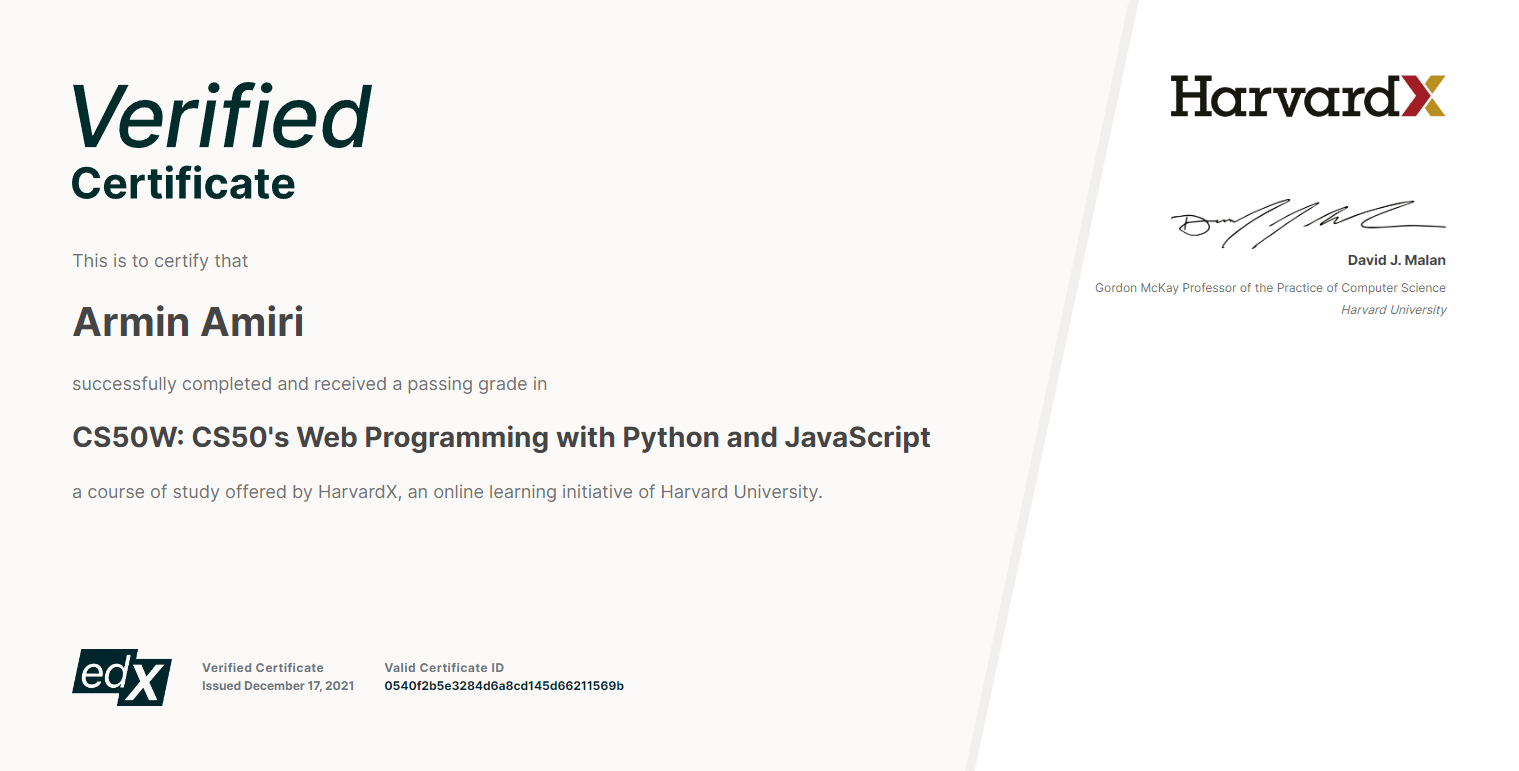 Verified
Certificate
This is to certify that
Armin Amiri
successfully completed and received a passing grade in
CS50W: CS50's Web Programming with Python and JavaScript
a course of study offered by HarvardX, an online learning initiative of Harvard University.
edX
Verified Certificate
Issued December 17, 2021
Valid Certificate ID
0540f2b5e3284d6a8cd145d66211569b
HarvardX
David J. Malan
Gordon McKay Professor of the Practice of Computer Science
Harvard University